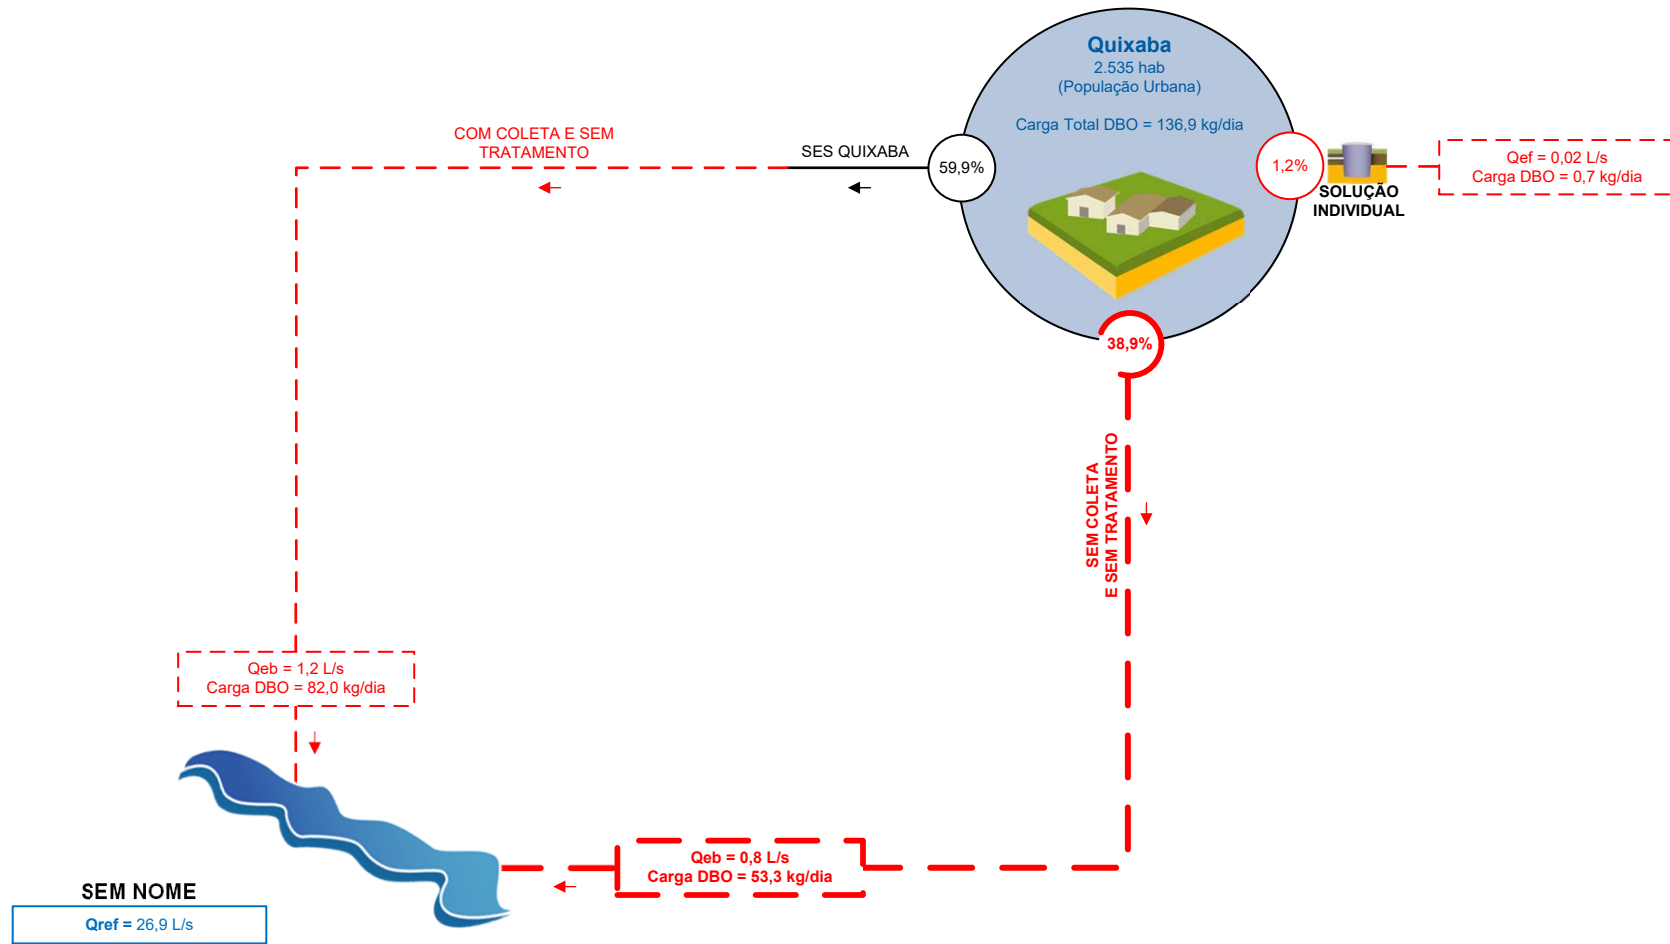 Quixaba
2.535 hab
(População Urbana)
Carga Total DBO = 136,9 kg/dia
COM COLETA E SEM
TRATAMENTO
SES QUIXABA
59,9%
1,2%
SOLUÇÃO
INDIVIDUAL
Qef = 0,02 L/s
Carga DBO = 0,7 kg/dia
38,9%
SEM COLETA
E SEM TRATAMENTO
Qeb = 1,2 L/s
Carga DBO = 82,0 kg/dia
Qeb = 0,8 L/s
Carga DBO = 53,3 kg/dia
SEM NOME
Qref = 26,9 L/s